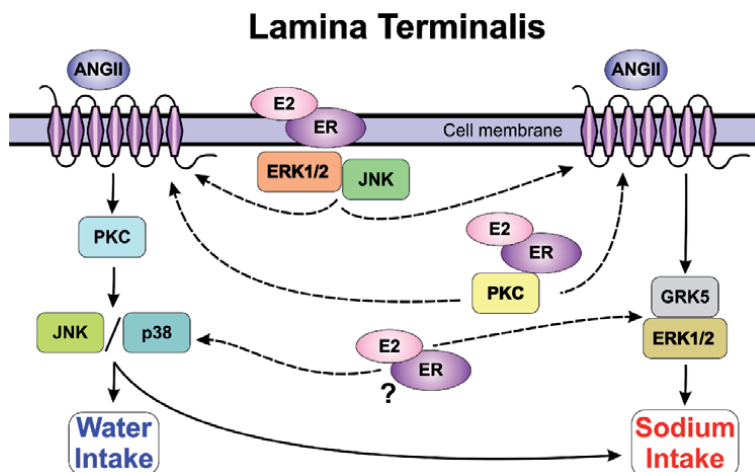 Lamina Terminalis
ANGII
ANGII
E2
ER
Cell membrane
ERK1/2
JNK
PKC
E2
ER
PKC
GRK5
ERK1/2
JNK
/
p38
E2
ER
?
Water
Intake
Sodium
Intake